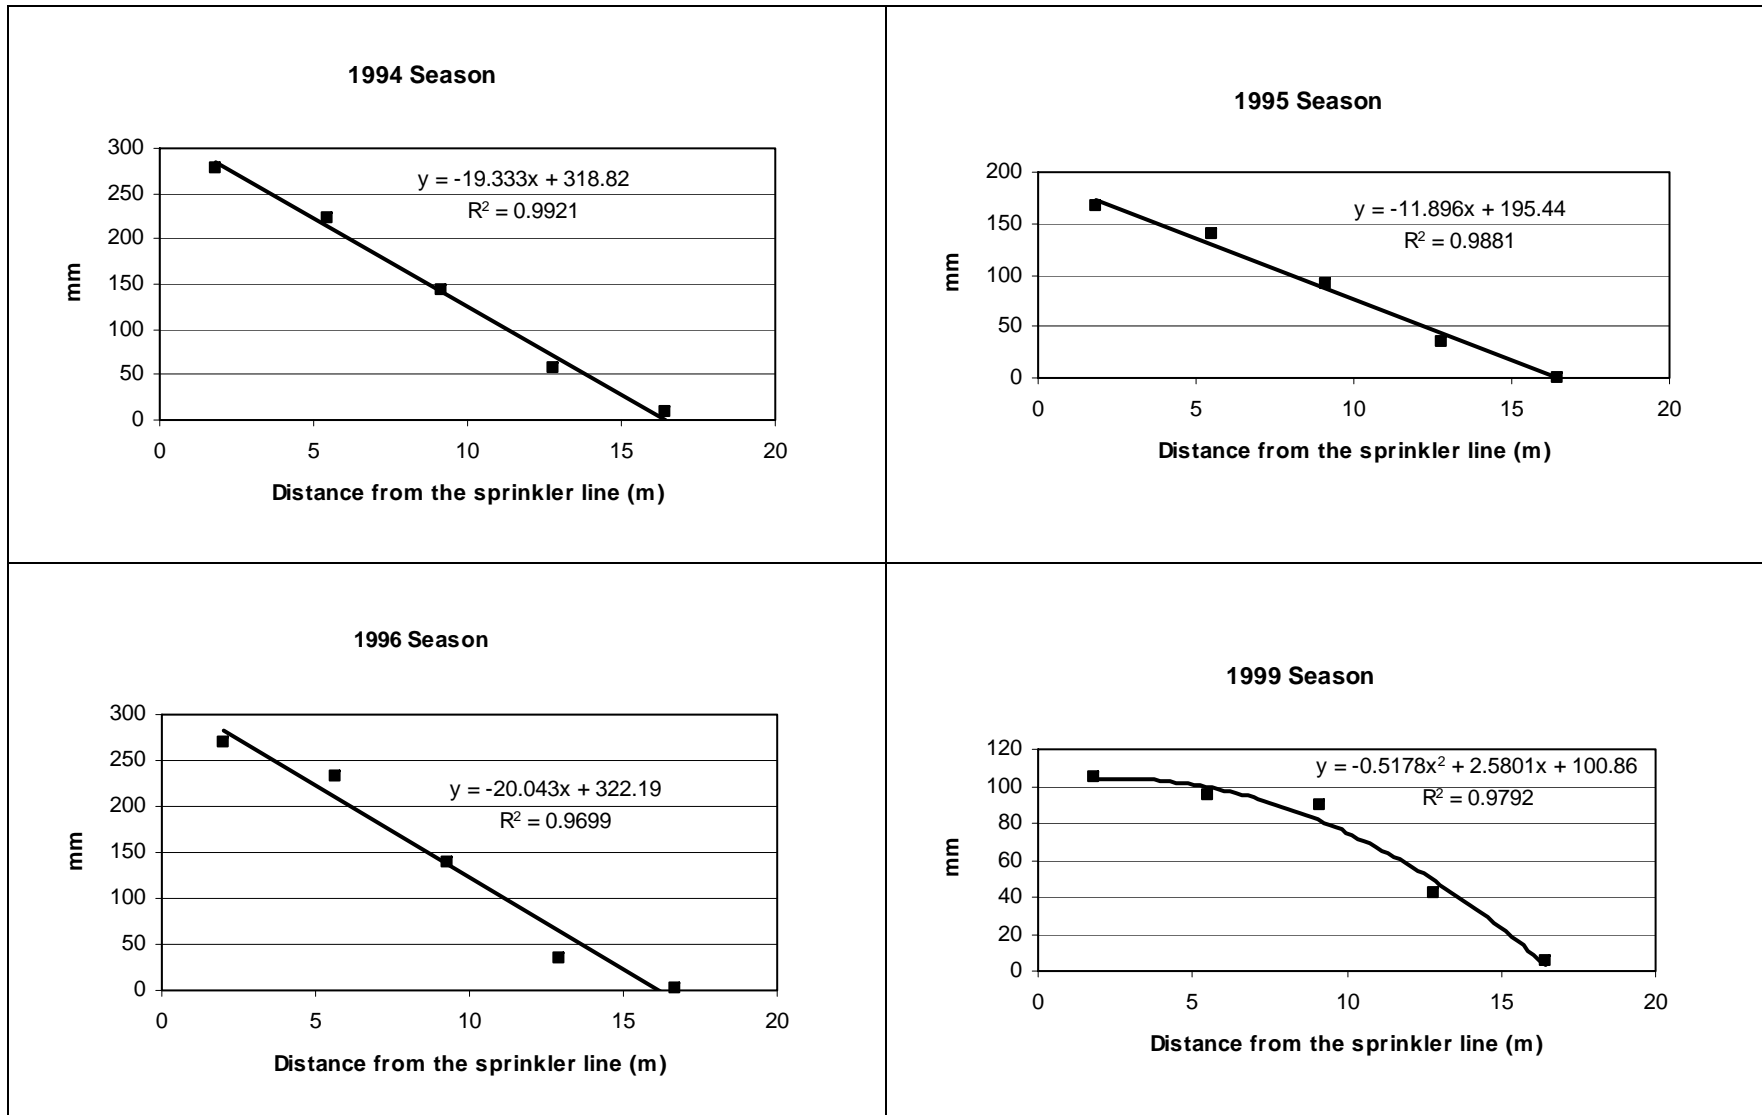 1994 Season
300
250
200
150
100
50
0
mm
y = -19.333x + 318.82
R² = 0.9921
0 5 10 15 20
Distance from the sprinkler line (m)
1995 Season
200
150
100
50
0
mm
y = -11.896x + 195.44
R² = 0.9881
0 5 10 15 20
Distance from the sprinkler line (m)
1996 Season
300
250
200
150
100
50
0
mm
y = -20.043x + 322.19
R² = 0.9699
0 5 10 15 20
Distance from the sprinkler line (m)
1999 Season
120
100
80
60
40
20
0
mm
y = -0.5178x² + 2.5801x + 100.86
R² = 0.9792
0 5 10 15 20
Distance from the sprinkler line (m)